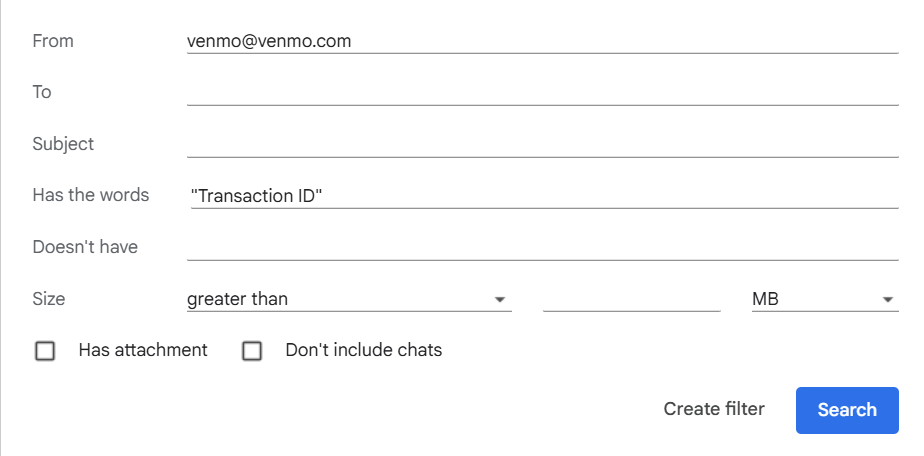 From venmo@venmo.com
To
Subject
Has the words "Transaction ID"
Doesn't have
Size greater than MB
Has attachment Don't include chats
Create filter Search